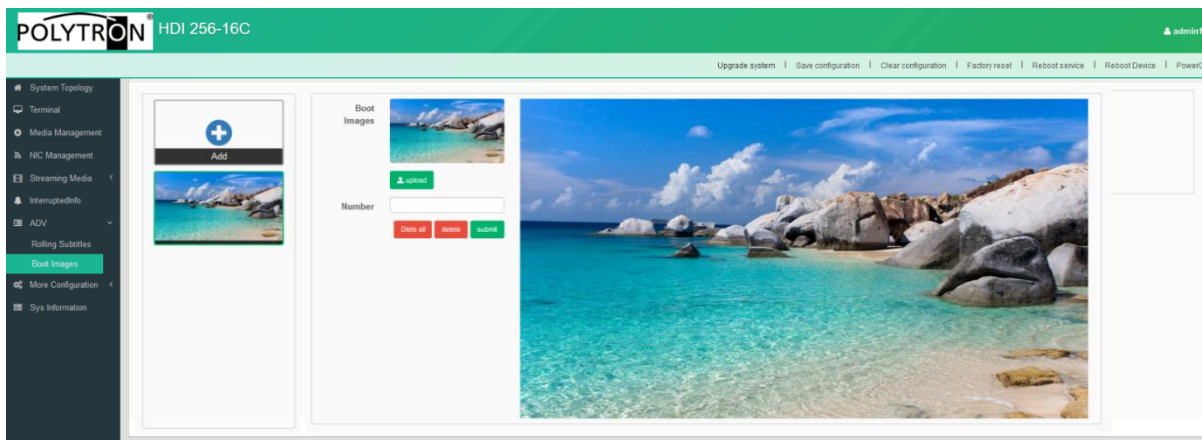 POLYTRON® HDI 256-16C
admin1
Upgrade system | Save configuration | Clear configuration | Factory reset | Reboot service | Reboot Device |
System Topology
Terminal
Media Management
NIC Management
Streaming Media
InterruptedInfo
ADV
Rolling Subtitles
Boot Images
More Configuration
Sys Information
Add
Boot
Images
upload
Number
Dlete all delete submit